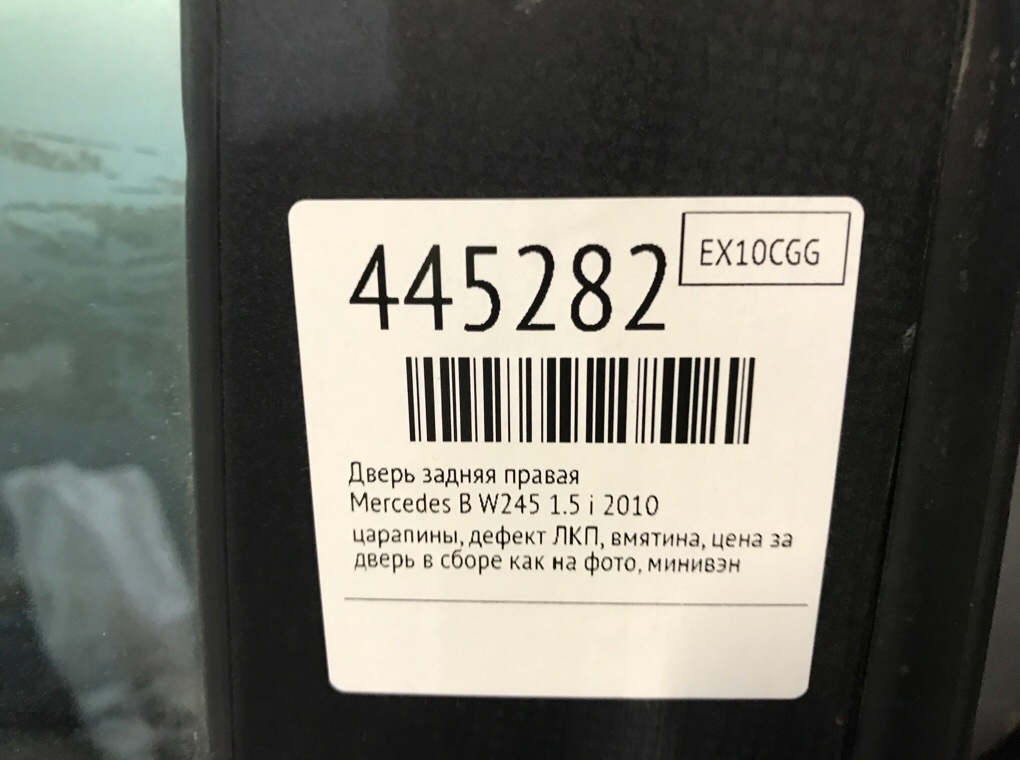 445282
EX10CGG
Дверь задняя правая
Mercedes B W245 1.5 i 2010
царапины, дефект ЛКП, вмятина, цена за
дверь в сборе как на фото, минивэн